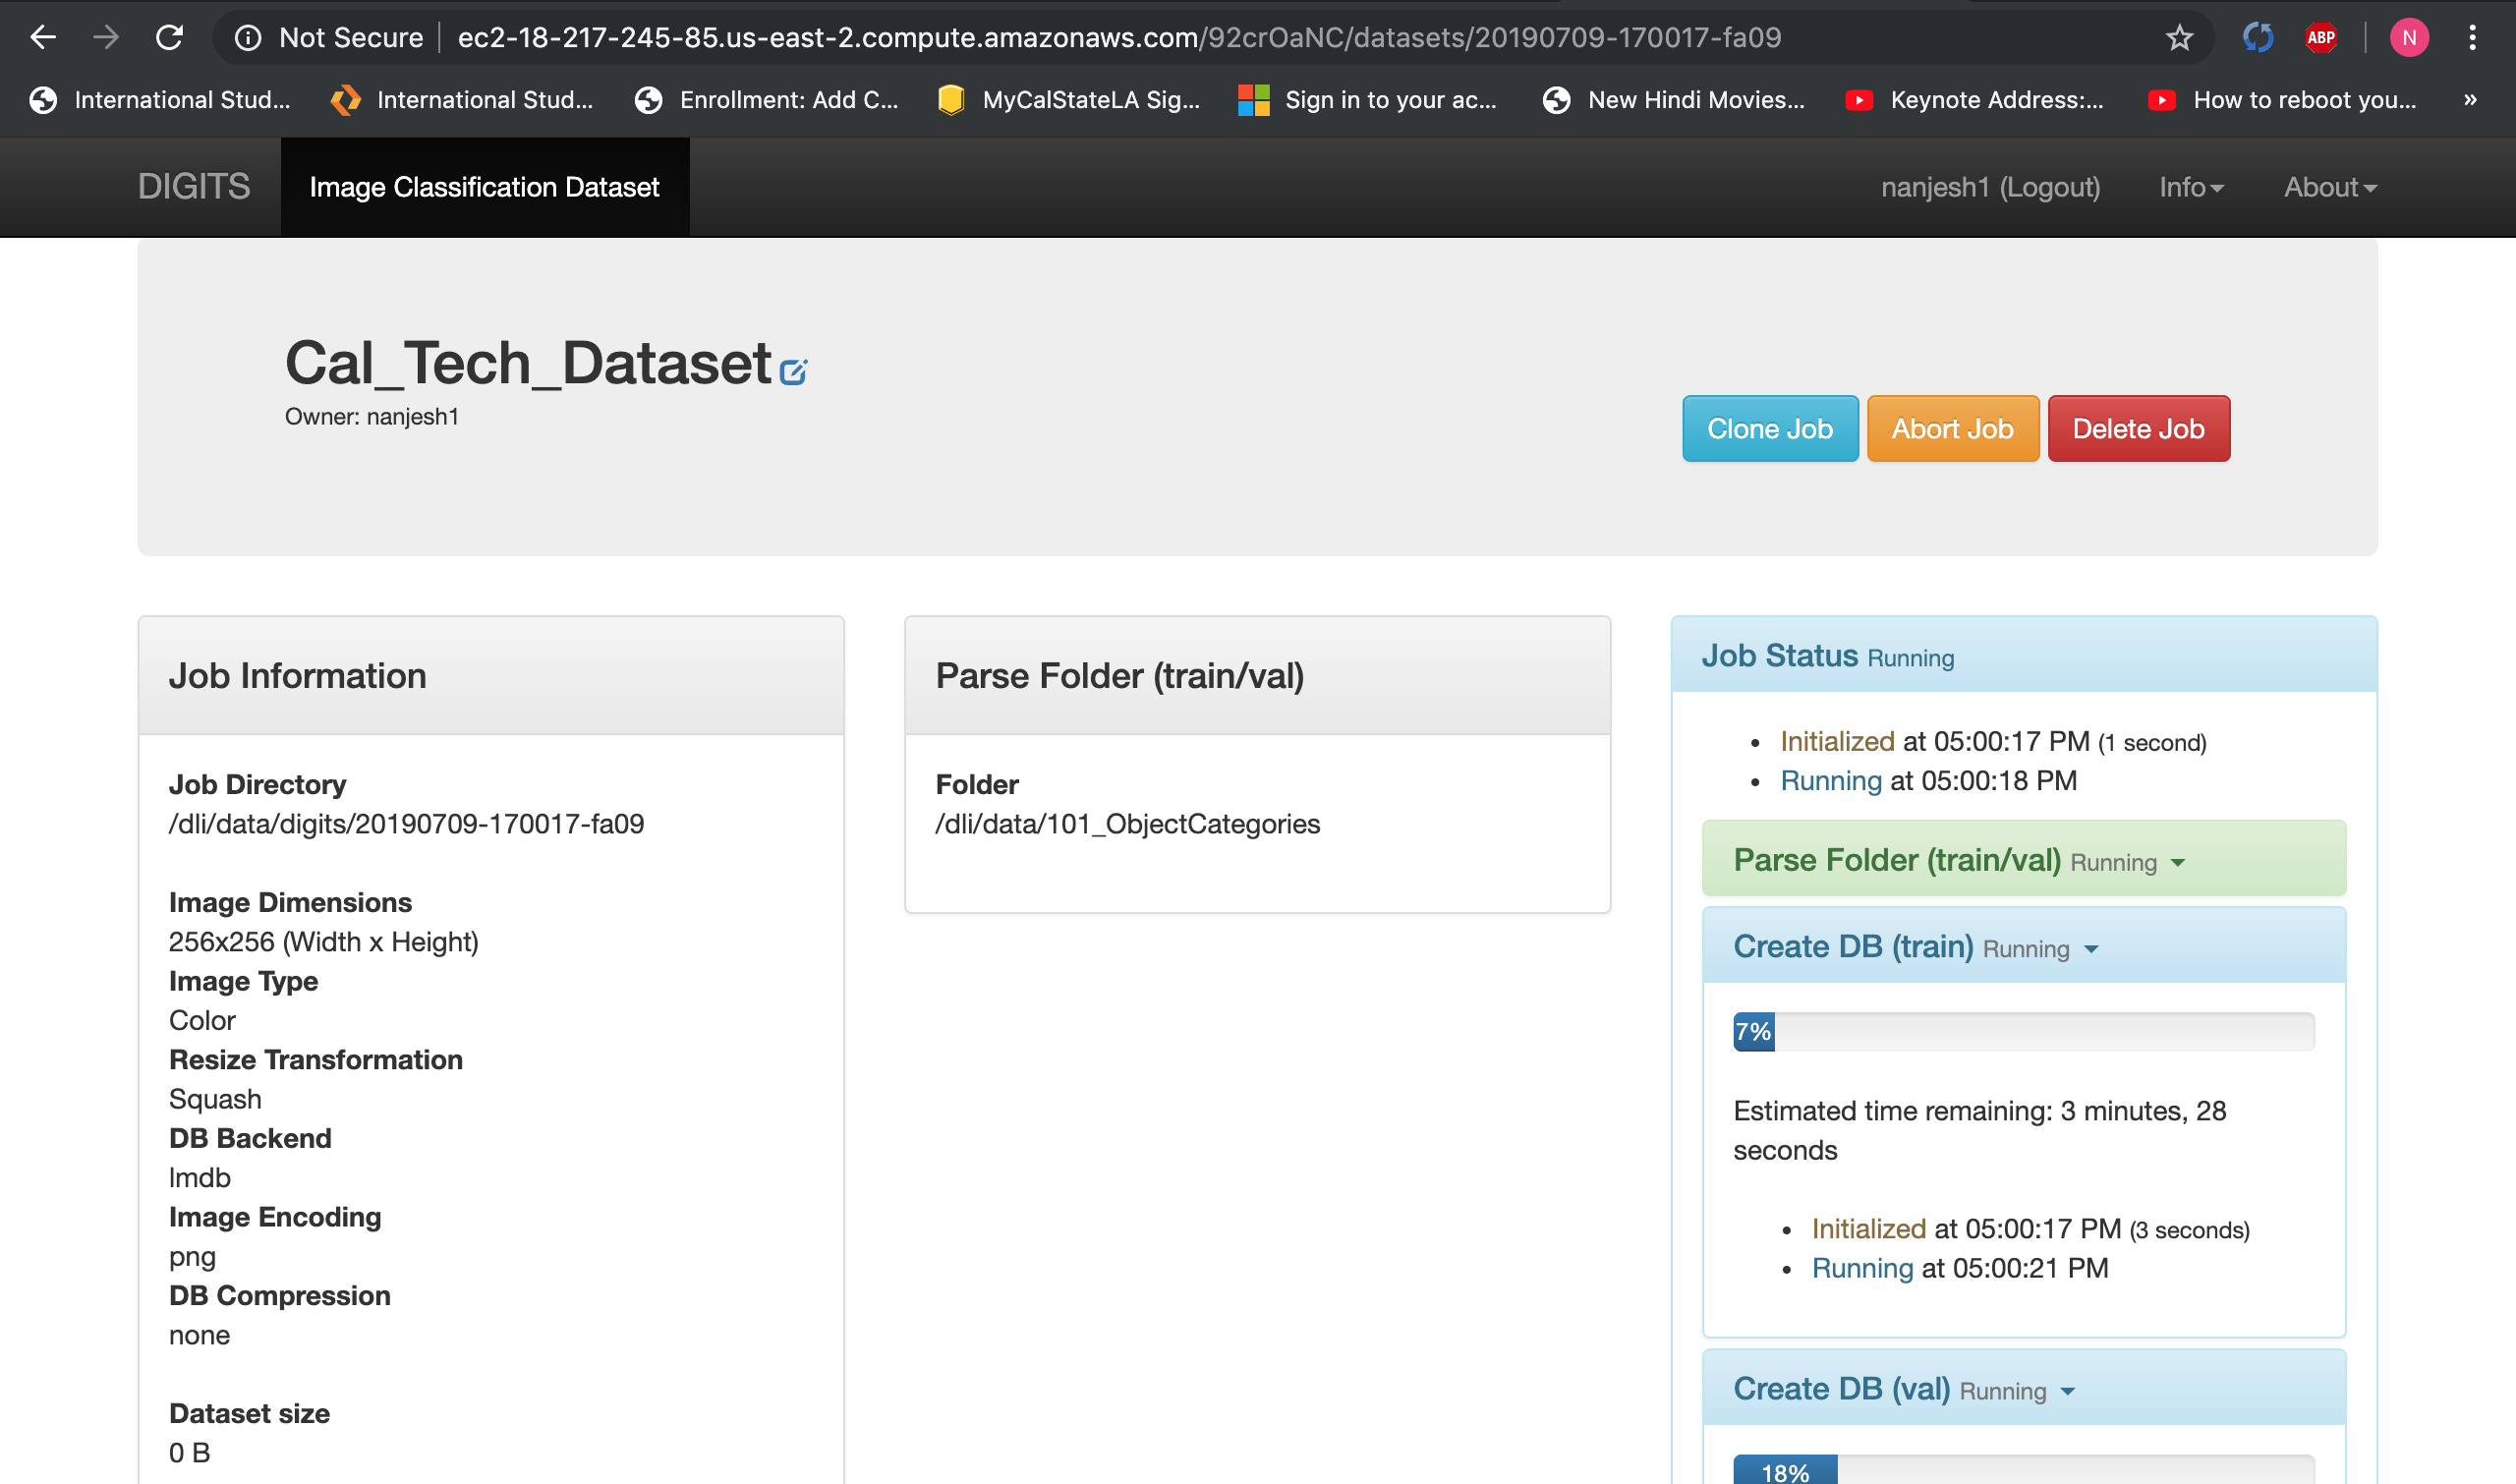 Not Secure
ec2-18-217-245-85.us-east-2.compute.amazonaws.com/92crOaNC/datasets/20190709-170017-fa09
ABP
N
International Stud...
International Stud...
Enrollment: Add C...
MyCalStateLA Sig...
Sign in to your ac...
New Hindi Movies...
Keynote Address:...
How to reboot you...
»
DIGITS
Image Classification Dataset
nanjesh1 (Logout)
Info
About
Cal_Tech_Dataset
Owner: nanjesh1
Clone Job
Abort Job
Delete Job
Job Information
Job Directory
/dli/data/digits/20190709-170017-fa09
Image Dimensions
256x256 (Width x Height)
Image Type
Color
Resize Transformation
Squash
DB Backend
lmdb
Image Encoding
png
DB Compression
none
Dataset size
0 B
Parse Folder (train/val)
Folder
/dli/data/101_ObjectCategories
Job Status Running
• Initialized at 05:00:17 PM (1 second)
• Running at 05:00:18 PM
Parse Folder (train/val) Running
Create DB (train) Running
7%
Estimated time remaining: 3 minutes, 28
seconds
• Initialized at 05:00:17 PM (3 seconds)
• Running at 05:00:21 PM
Create DB (val) Running
18%